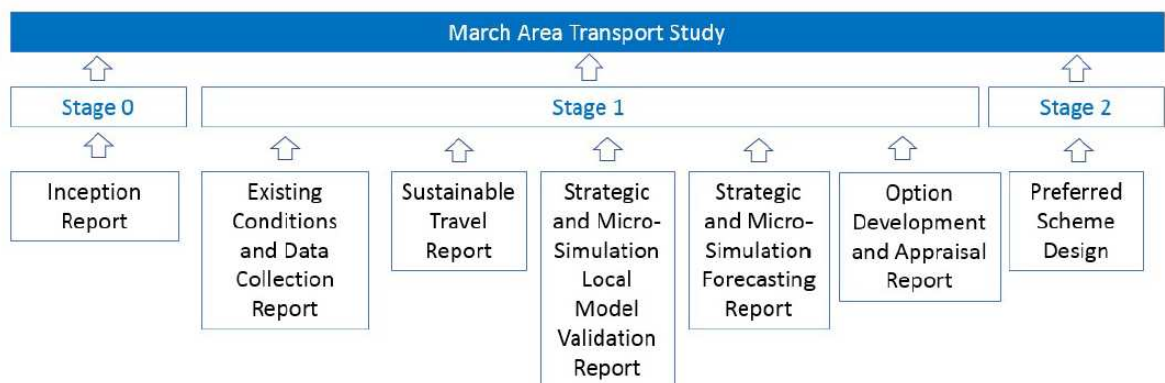 March Area Transport Study
Stage 0
Stage 1
Stage 2
Inception
Report
Existing
Conditions
and Data
Collection
Report
Sustainable
Travel
Report
Strategic
and Micro-
Simulation
Local
Model
Validation
Report
Strategic
and Micro-
Simulation
Forecasting
Report
Option
Development
and Appraisal
Report
Preferred
Scheme
Design